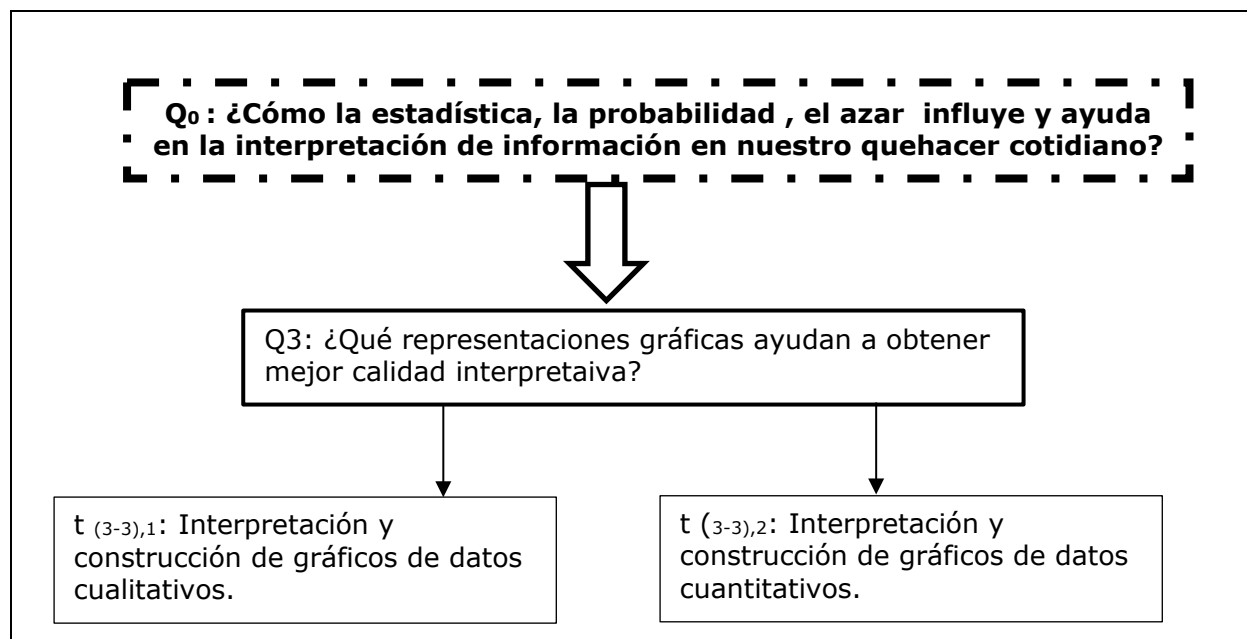 Q₀ : ¿Cómo la estadística, la probabilidad , el azar influye y ayuda
en la interpretación de información en nuestro quehacer cotidiano?
Q3: ¿Qué representaciones gráficas ayudan a obtener
mejor calidad interpretaiva?
t (3-3),1: Interpretación y
construcción de gráficos de datos
cualitativos.
t (3-3),2: Interpretación y
construcción de gráficos de datos
cuantitativos.